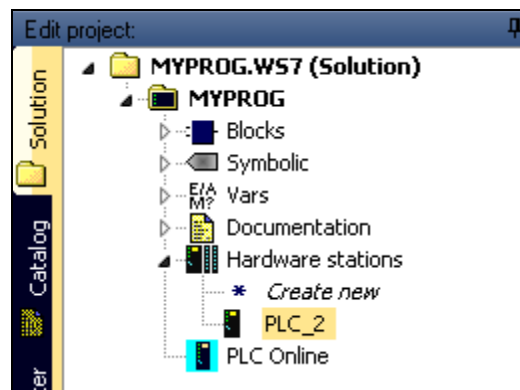 Edit project:
Solution
Catalog
MYPROG.WS7 (Solution)
MYPROG
Blocks
Symbolic
E/A
M?
Vars
Documentation
Hardware stations
* Create new
PLC_2
PLC Online